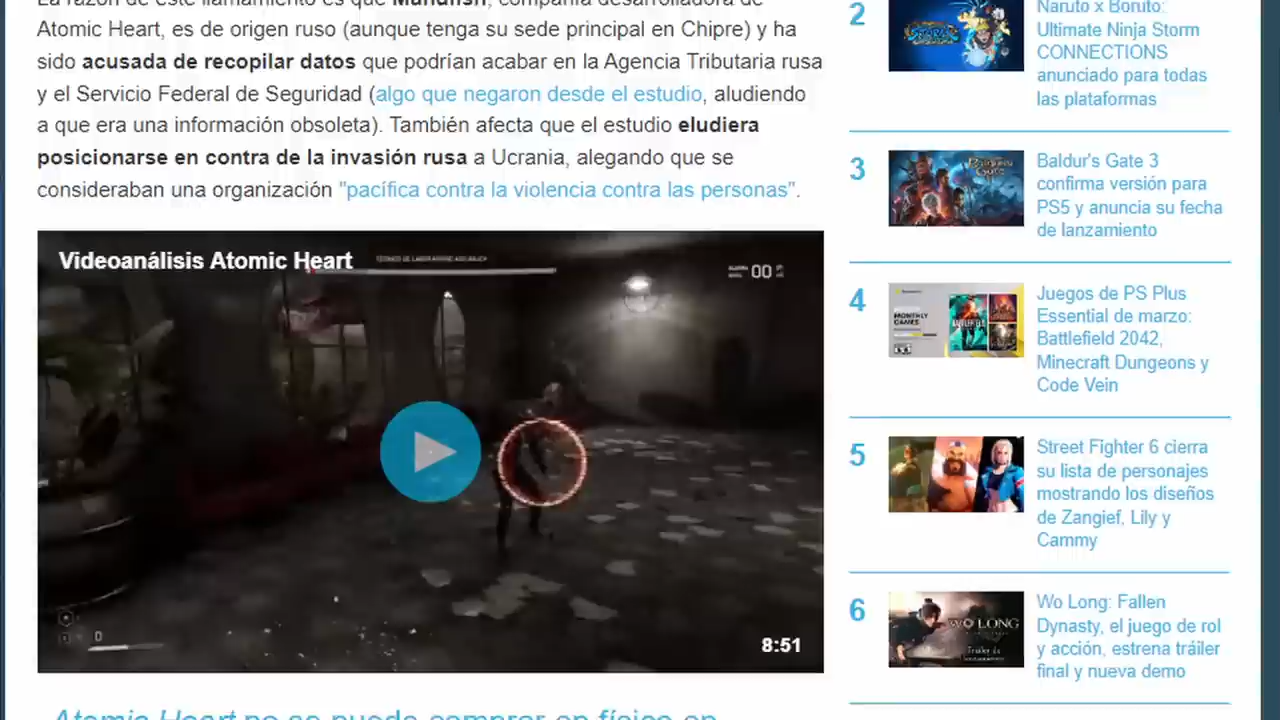 La razón de este llamamiento es que Mundfish, compañía desarrolladora de
Atomic Heart, es de origen ruso (aunque tenga su sede principal en Chipre) y ha
sido acusada de recopilar datos que podrían acabar en la Agencia Tributaria rusa
y el Servicio Federal de Seguridad (algo que negaron desde el estudio, aludiendo
a que era una información obsoleta). También afecta que el estudio eludiera
posicionarse en contra de la invasión rusa a Ucrania, alegando que se
consideraban una organización "pacífica contra la violencia contra las personas".
Videoanálisis Atomic Heart
00
0
8:51
Atomic Heart no se puede comprar en físico en
2
Naruto x Boruto:
Ultimate Ninja Storm
CONNECTIONS
anunciado para todas
las plataformas
3
Baldur's Gate 3
confirma versión para
PS5 y anuncia su fecha
de lanzamiento
4
MONTHLY
GAMES
Juegos de PS Plus
Essential de marzo:
Battlefield 2042,
Minecraft Dungeons y
Code Vein
5
Street Fighter 6 cierra
su lista de personajes
mostrando los diseños
de Zangief, Lily y
Cammy
6
WO LONG
Wo Long: Fallen
Dynasty, el juego de rol
y acción, estrena tráiler
final y nueva demo